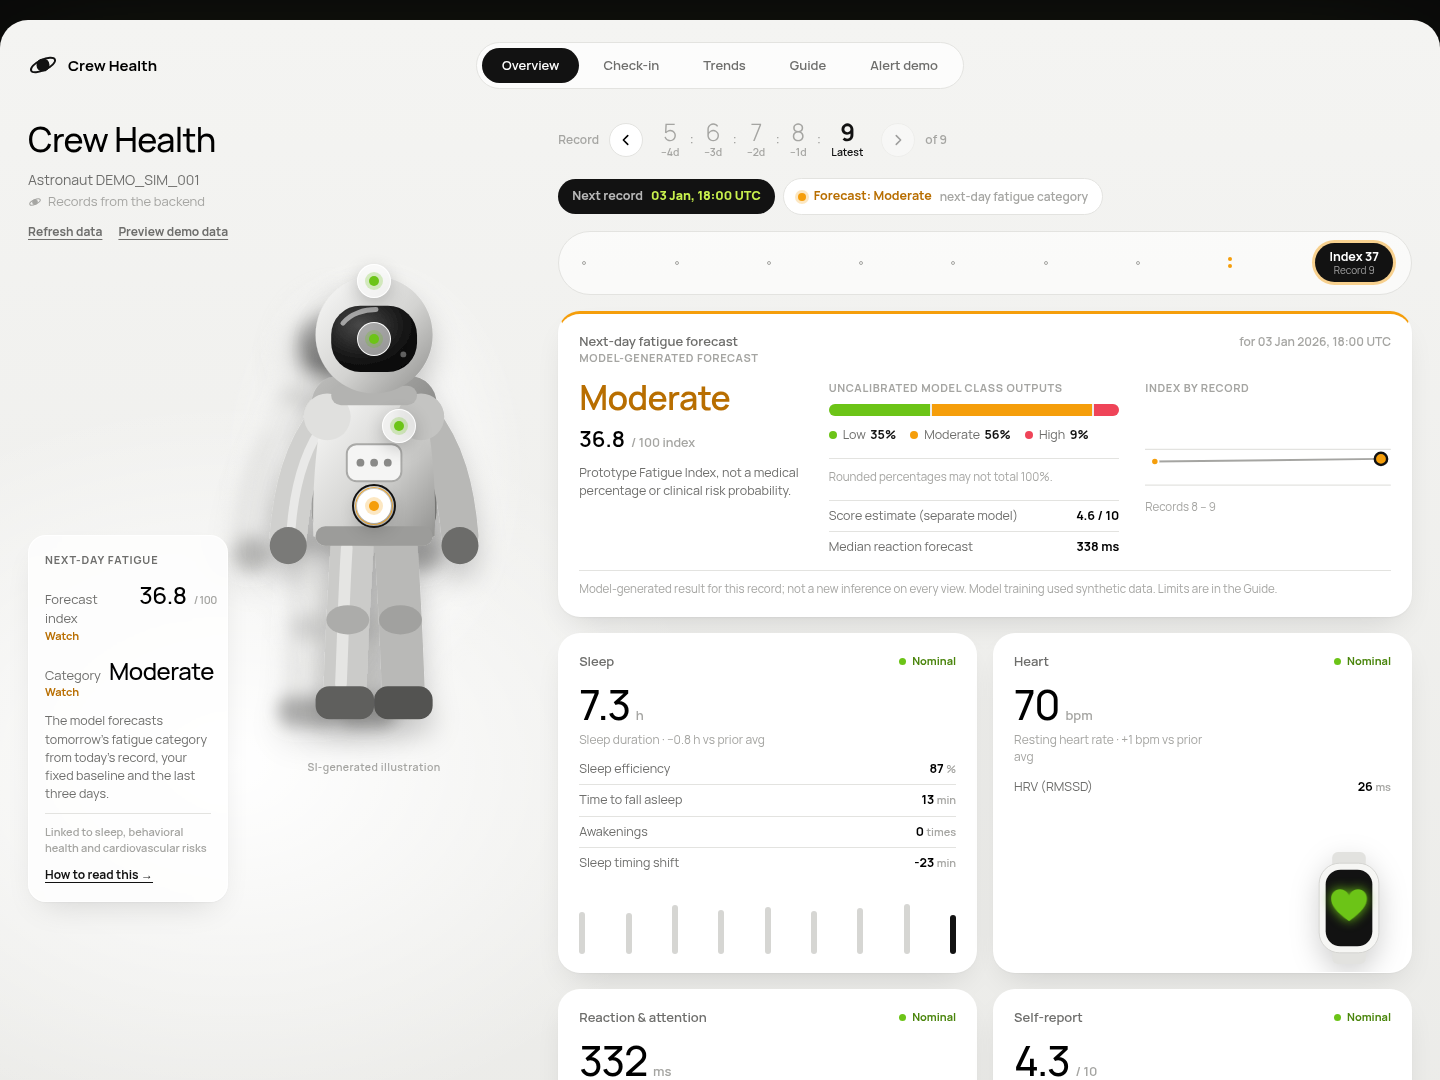 Crew Health
Overview
Check-in
Trends
Guide
Alert demo
Crew Health
Astronaut DEMO_SIM_001
Records from the backend
Refresh data
Preview demo data
SI-generated illustration
NEXT-DAY FATIGUE
Forecast index
36.8 / 100
Watch
Category Moderate
Watch
The model forecasts
tomorrow's fatigue category
from today's record, your
fixed baseline and the last
three days.
Linked to sleep, behavioral
health and cardiovascular risks
How to read this →
Record
5 : 6 : 7 : 8 : 9
−4d −3d −2d −1d Latest
of 9
Next record 03 Jan, 18:00 UTC
Forecast: Moderate next-day fatigue category
Index 37
Record 9
Next-day fatigue forecast
MODEL-GENERATED FORECAST
for 03 Jan 2026, 18:00 UTC
Moderate
36.8 / 100 index
Prototype Fatigue Index, not a medical
percentage or clinical risk probability.
UNCALIBRATED MODEL CLASS OUTPUTS
Low 35% Moderate 56% High 9%
Rounded percentages may not total 100%.
Score estimate (separate model) 4.6 / 10
Median reaction forecast 338 ms
INDEX BY RECORD
Records 8 – 9
Model-generated result for this record; not a new inference on every view. Model training used synthetic data. Limits are in the Guide.
Sleep
Nominal
7.3 h
Sleep duration · −0.8 h vs prior avg
Sleep efficiency 87 %
Time to fall asleep 13 min
Awakenings 0 times
Sleep timing shift -23 min
Heart
Nominal
70 bpm
Resting heart rate · +1 bpm vs prior
avg
HRV (RMSSD) 26 ms
Reaction & attention
Nominal
332 ms
Self-report
Nominal
4.3 / 10